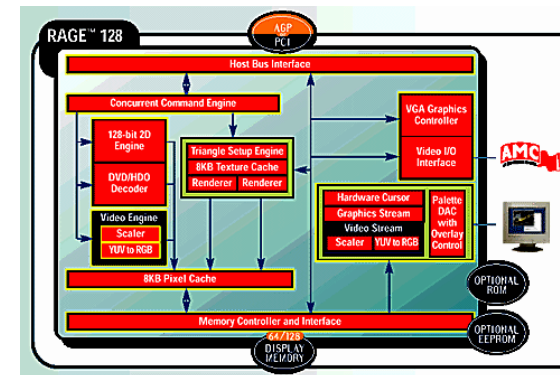 RAGE™ 128
AGP
PCI
Host Bus Interface
Concurrent Command Engine
128-bit 2D
Engine
DVD/HDO
Decoder
Video Engine
Scaler
YUV to RGB
Triangle Setup Engine
8KB Texture Cache
Renderer
Renderer
VGA Graphics
Controller
Video I/O
Interface
AMC
Hardware Cursor
Graphics Stream
Video Stream
Scaler
YUV to RGB
Palette
DAC
with
Overlay
Control
8KB Pixel Cache
Memory Controller and Interface
64/128
DISPLAY
MEMORY
OPTIONAL
ROM
OPTIONAL
EEPROM